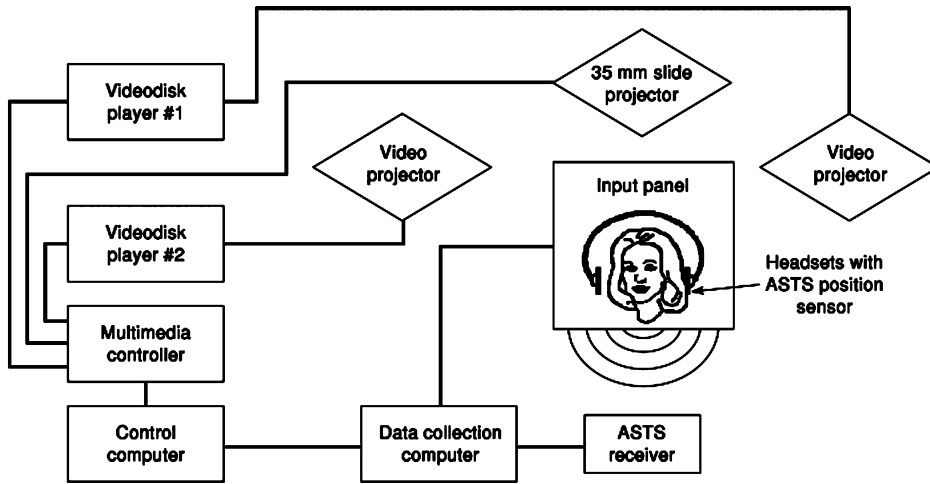 Videodisk
player #1
35 mm slide
projector
Video
projector
Video
projector
Input panel
Videodisk
player #2
Headsets with
ASTS position
sensor
Multimedia
controller
Control
computer
Data collection
computer
ASTS
receiver